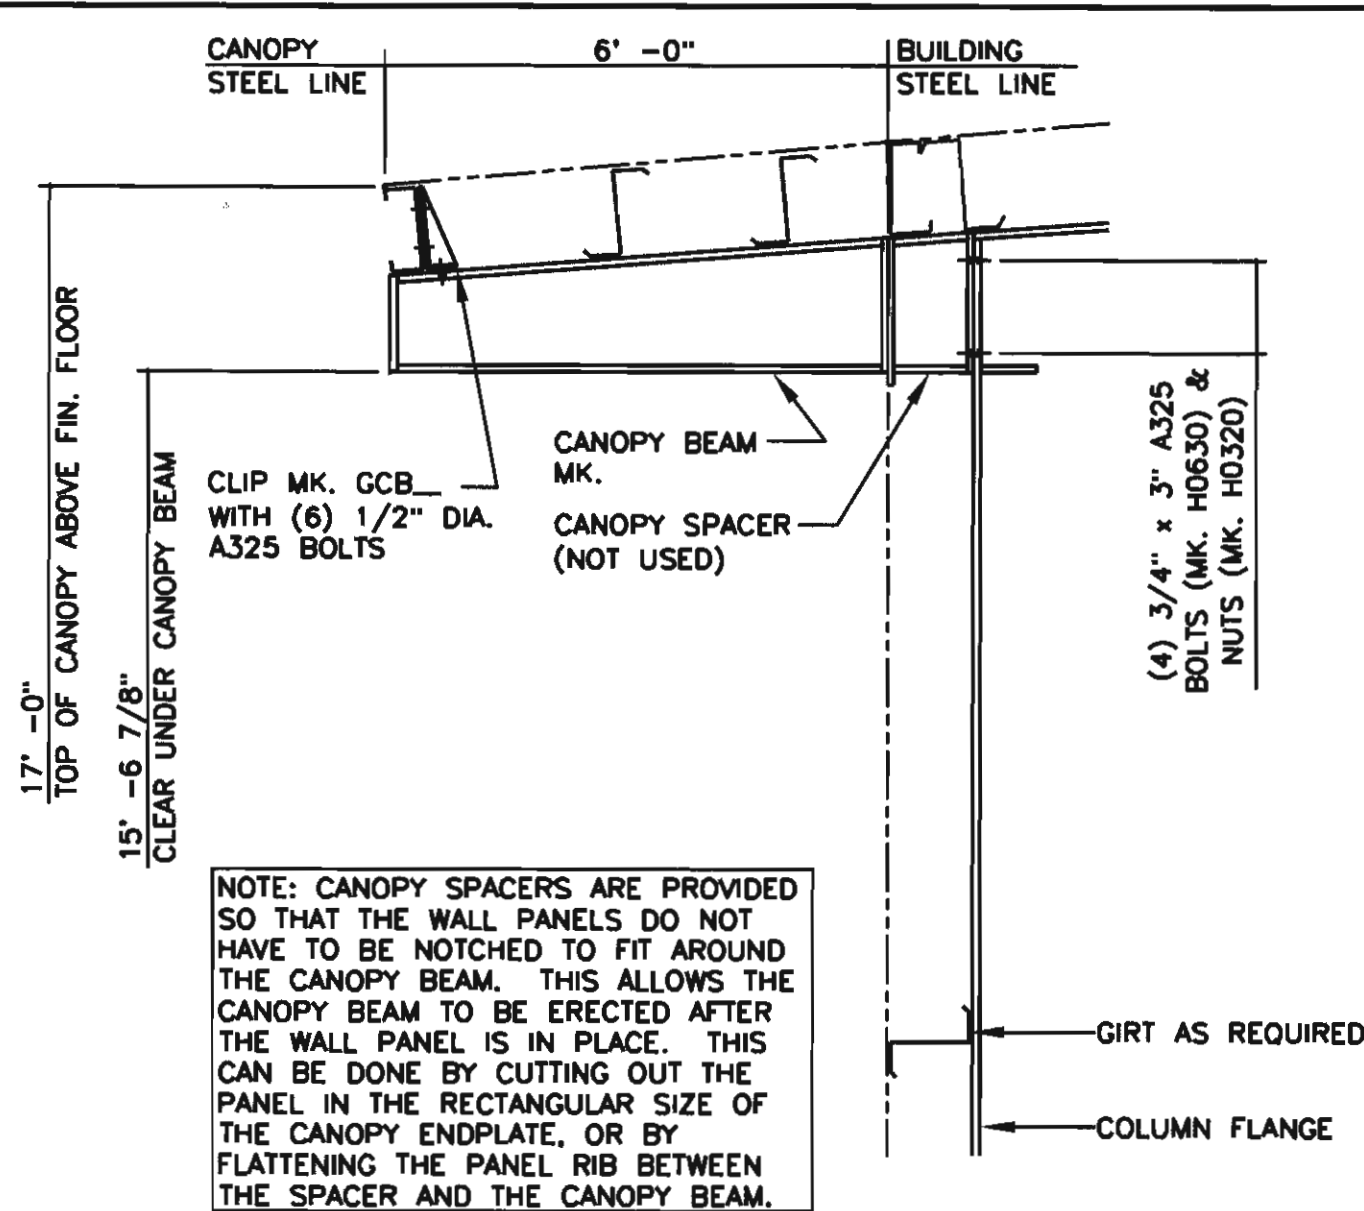 CANOPY
STEEL LINE
6' -0"
BUILDING
STEEL LINE
17' -0"
TOP OF CANOPY ABOVE FIN. FLOOR
15' -6 7/8"
CLEAR UNDER CANOPY BEAM
CLIP MK. GCB__
WITH (6) 1/2" DIA.
A325 BOLTS
CANOPY BEAM
MK.
CANOPY SPACER
(NOT USED)
(4) 3/4" x 3" A325
BOLTS (MK. H0630) &
NUTS (MK. H0320)
NOTE: CANOPY SPACERS ARE PROVIDED
SO THAT THE WALL PANELS DO NOT
HAVE TO BE NOTCHED TO FIT AROUND
THE CANOPY BEAM. THIS ALLOWS THE
CANOPY BEAM TO BE ERECTED AFTER
THE WALL PANEL IS IN PLACE. THIS
CAN BE DONE BY CUTTING OUT THE
PANEL IN THE RECTANGULAR SIZE OF
THE CANOPY ENDPLATE, OR BY
FLATTENING THE PANEL RIB BETWEEN
THE SPACER AND THE CANOPY BEAM.
GIRT AS REQUIRED
COLUMN FLANGE